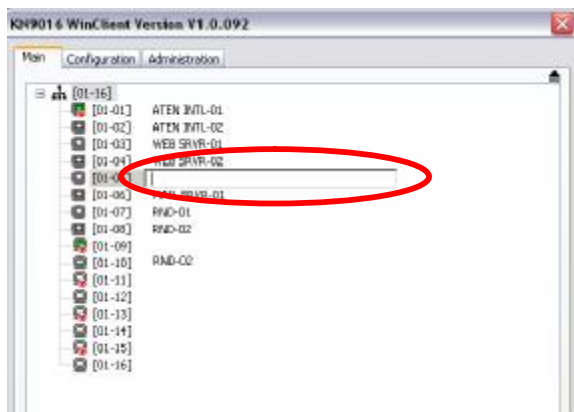 KN9016 WinClient Version V1.0.092
Main Configuration Administration
[01-16]
[01-01] ATEN INTL-01
[01-02] ATEN INTL-02
[01-03] WEB SRVR-01
[01-04] WEB SRVR-02
[01-06] SRVR-01
[01-07] RND-01
[01-08] RND-02
[01-09]
[01-10] RND-02
[01-11]
[01-12]
[01-13]
[01-14]
[01-15]
[01-16]